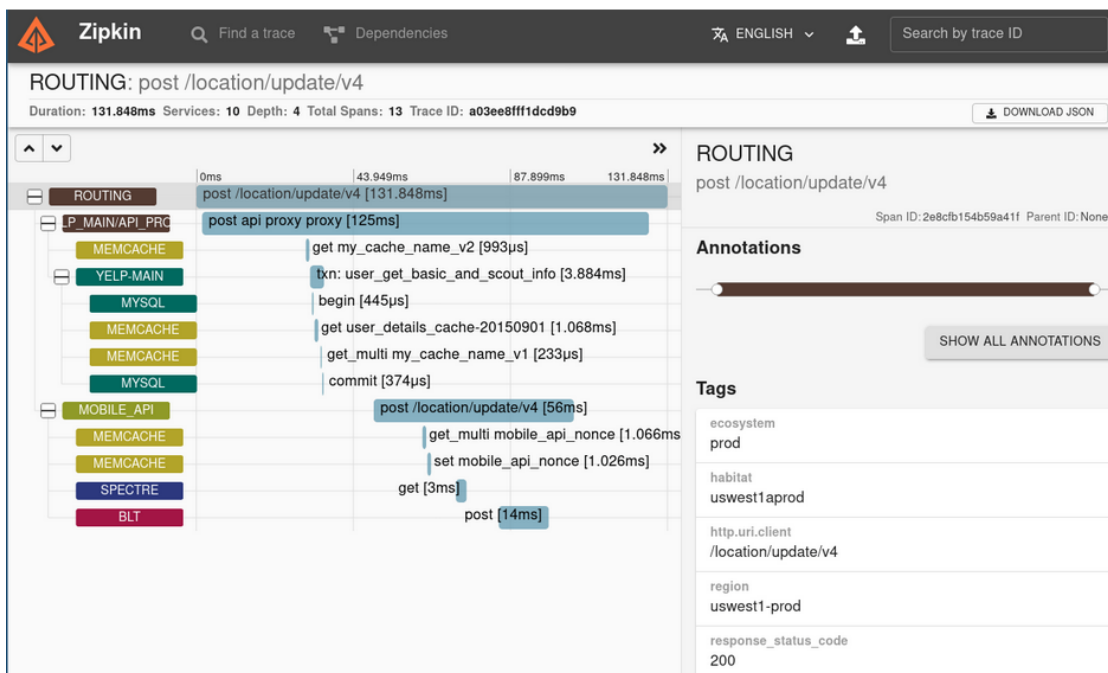 Zipkin Find a trace Dependencies ENGLISH Search by trace ID
ROUTING: post /location/update/v4
Duration: 131.848ms Services: 10 Depth: 4 Total Spans: 13 Trace ID: a03ee8fff1dcd9b9 DOWNLOAD JSON
0ms 43.949ms 87.899ms 131.848ms
ROUTING post /location/update/v4 [131.848ms]
LP_MAIN/API_PRO post api proxy proxy [125ms]
MEMCACHE get my_cache_name_v2 [993µs]
YELP-MAIN txn: user_get_basic_and_scout_info [3.884ms]
MYSQL begin [445µs]
MEMCACHE get user_details_cache-20150901 [1.068ms]
MEMCACHE get_multi my_cache_name_v1 [233µs]
MYSQL commit [374µs]
MOBILE_API post /location/update/v4 [56ms]
MEMCACHE get_multi mobile_api_nonce [1.066ms
MEMCACHE set mobile_api_nonce [1.026ms]
SPECTRE get [3ms]
BLT post [14ms]
ROUTING
post /location/update/v4
Span ID: 2e8cfb154b59a41f Parent ID: None
Annotations
SHOW ALL ANNOTATIONS
Tags
ecosystem
prod
habitat
uswest1aprod
http.uri.client
/location/update/v4
region
uswest1-prod
response_status_code
200